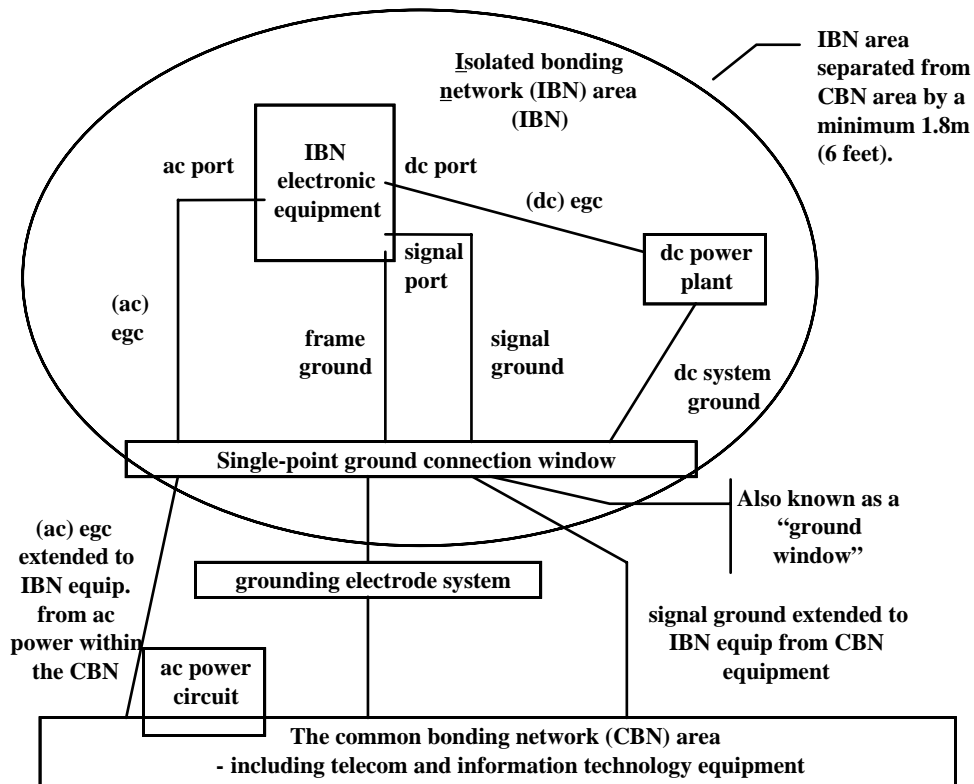 Isolated bonding
network (IBN) area
(IBN)
IBN area
separated from
CBN area by a
minimum 1.8m
(6 feet).
ac port
IBN
electronic
equipment
dc port
(dc) egc
signal
port
dc power
plant
(ac)
egc
frame
ground
signal
ground
dc system
ground
Single-point ground connection window
Also known as a
“ground
window”
(ac) egc
extended to
IBN equip.
from ac
power within
the CBN
grounding electrode system
signal ground extended to
IBN equip from CBN
equipment
ac power
circuit
The common bonding network (CBN) area
- including telecom and information technology equipment